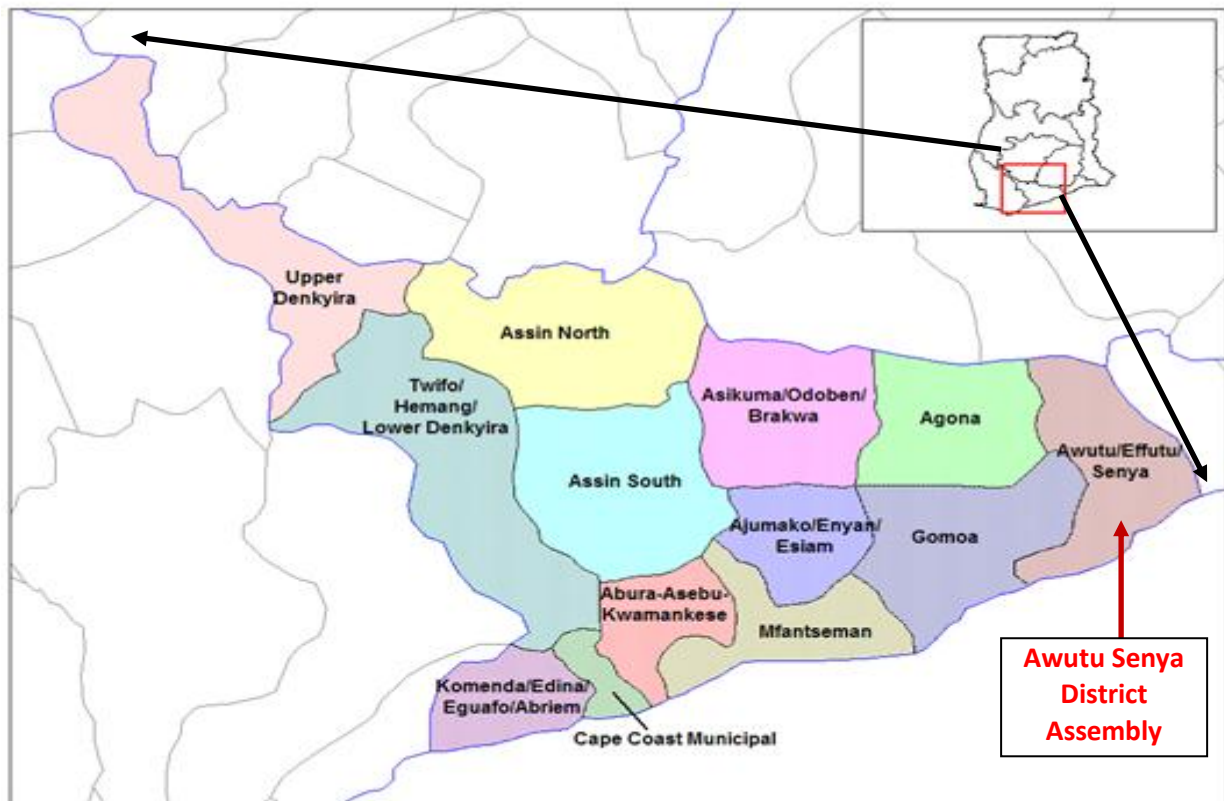 Upper
Denkyira
Assin North
Twifo/
Hemang/
Lower Denkyira
Asikuma/Odoben/
Brakwa
Agona
Awutu/Effutu/
Senya
Assin South
Ajumako/Enyan/
Esiam
Gomoa
Abura-Asebu-
Kwamankese
Mfantseman
Komenda/Edina/
Eguafo/Abriem
Cape Coast Municipal
Awutu Senya
District
Assembly